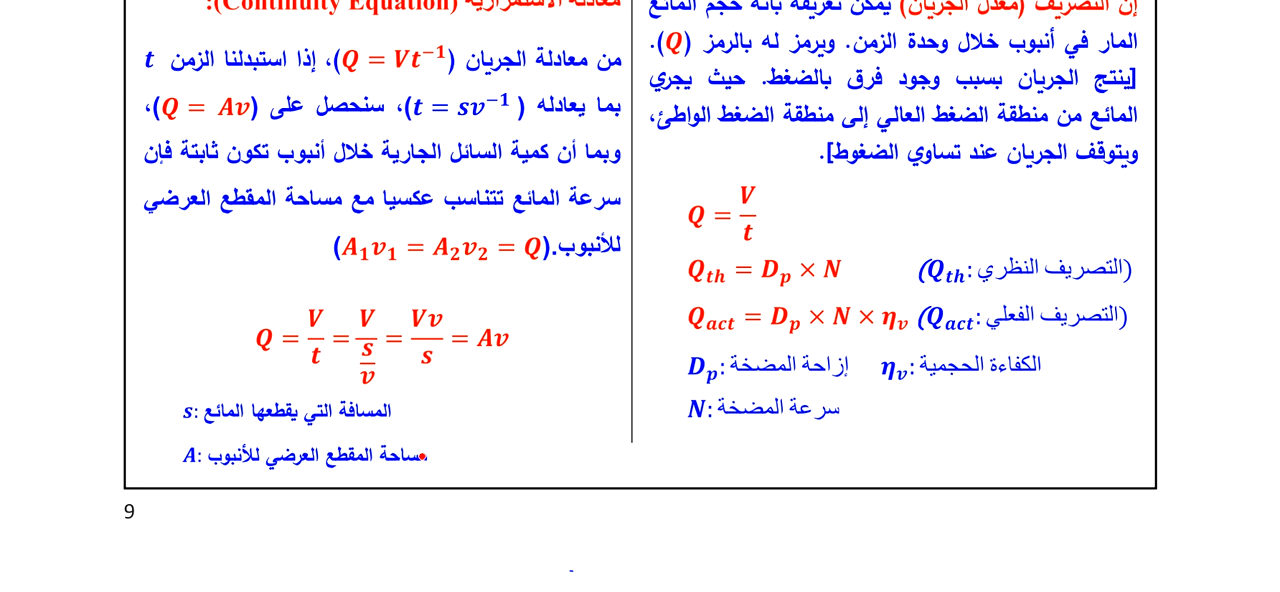 إن التصريف (معدل الجريان) يمكن تعريفه بأنه حجم المائع
المار في أنبوب خلال وحدة الزمن. ويرمز له بالرمز (Q).
[ينتج الجريان بسبب وجود فرق بالضغط. حيث يجري
المائع من منطقة الضغط العالي إلى منطقة الضغط الواطئ،
ويتوقف الجريان عند تساوي الضغوط].
Q = V/t
Q_th = D_p × N (التصريف النظري :Q_th)
Q_act = D_p × N × η_v (التصريف الفعلي :Q_act)
D_p: إزاحة المضخة η_v: الكفاءة الحجمية
N: سرعة المضخة
معادلة الاستمرارية (Continuity Equation):
من معادلة الجريان (Q = Vt⁻¹)، إذا استبدلنا الزمن t
بما يعادله (t = sv⁻¹)، سنحصل على (Q = Av)،
وبما أن كمية السائل الجارية خلال أنبوب تكون ثابتة فإن
سرعة المائع تتناسب عكسيا مع مساحة المقطع العرضي
للأنبوب.(A₁v₁ = A₂v₂ = Q)
Q = V/t = V/(s/v) = Vv/s = Av
s: المسافة التي يقطعها المائع
A: مساحة المقطع العرضي للأنبوب
9